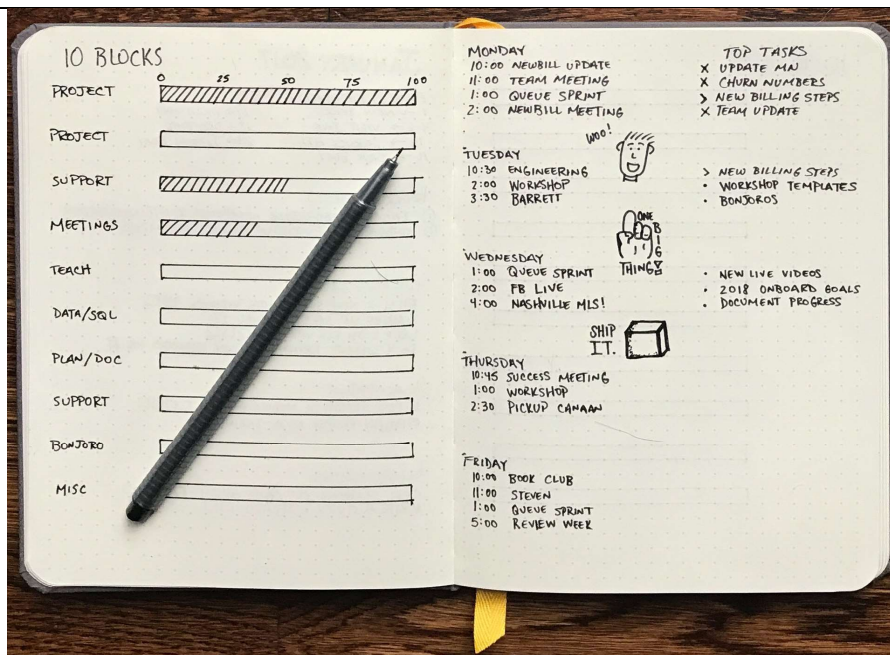 10 BLOCKS
0 25 50 75 100
PROJECT
PROJECT
SUPPORT
MEETINGS
TEACH
DATA/SQL
PLAN/DOC
SUPPORT
BONJORO
MISC
MONDAY
10:00 NEWBILL UPDATE
11:00 TEAM MEETING
1:00 QUEUE SPRINT
2:00 NEWBILL MEETING
TOP TASKS
X UPDATE MN
X CHURN NUMBERS
> NEW BILLING STEPS
X TEAM UPDATE
WOO!
TUESDAY
10:30 ENGINEERING
2:00 WORKSHOP
3:30 BARRETT
> NEW BILLING STEPS
• WORKSHOP TEMPLATES
• BONJOROS
ONE
BIG
THING!
WEDNESDAY
1:00 QUEUE SPRINT
2:00 FB LIVE
4:00 NASHVILLE MLS!
• NEW LIVE VIDEOS
• 2018 ONBOARD GOALS
• DOCUMENT PROGRESS
SHIP
IT.
THURSDAY
10:45 SUCCESS MEETING
1:00 WORKSHOP
2:30 PICKUP CANAAN
FRIDAY
10:00 BOOK CLUB
11:00 STEVEN
1:00 QUEUE SPRINT
5:00 REVIEW WEEK